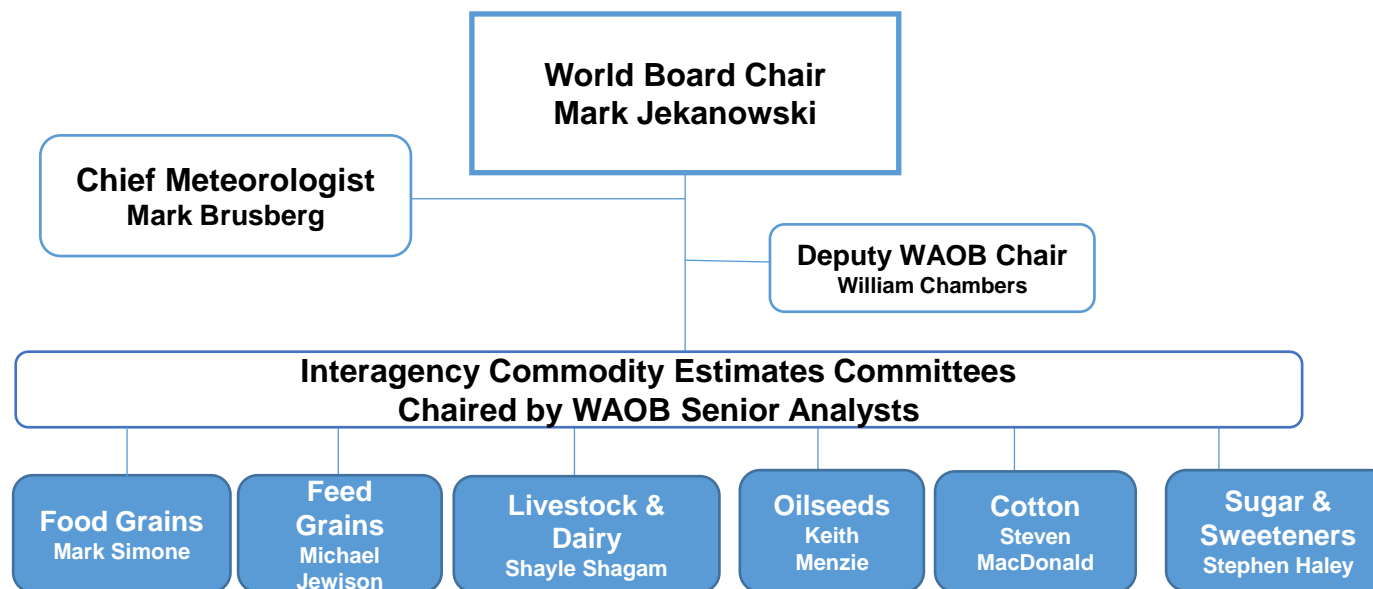 World Board Chair
Mark Jekanowski
Chief Meteorologist
Mark Brusberg
Deputy WAOB Chair
William Chambers
Interagency Commodity Estimates Committees
Chaired by WAOB Senior Analysts
Food Grains
Mark Simone
Feed
Grains
Michael
Jewison
Livestock &
Dairy
Shayle Shagam
Oilseeds
Keith
Menzie
Cotton
Steven
MacDonald
Sugar &
Sweeteners
Stephen Haley